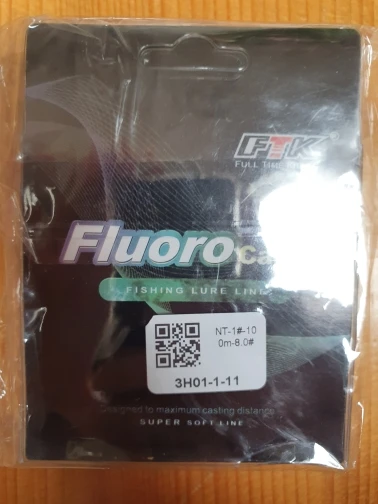 FTK®
FULL
Fluoro
FISHING LURE LINE
NT-1#-10
0m-8.0#
3H01-1-11
Designed to maximum casting distance
SUPER SOFT LINE